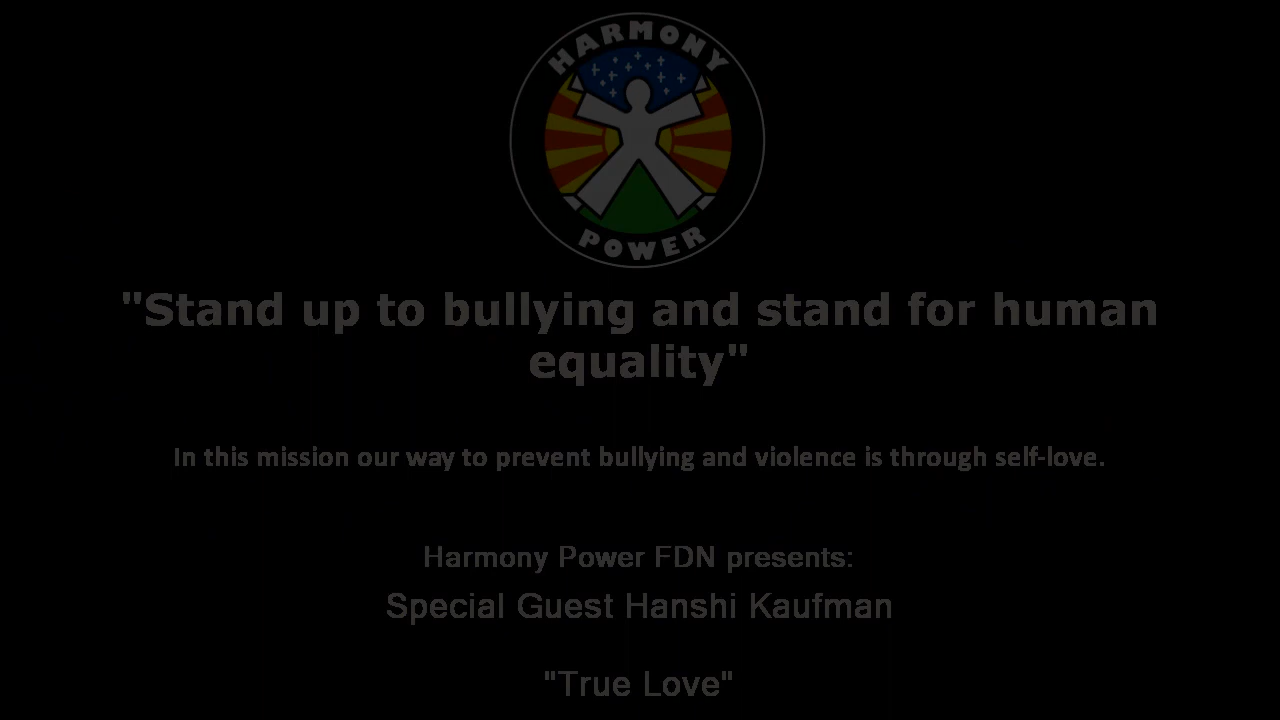 HARMONY
POWER
"Stand up to bullying and stand for human
equality"
In this mission our way to prevent bullying and violence is through self-love.
Harmony Power FDN presents:
Special Guest Hanshi Kaufman
"True Love"